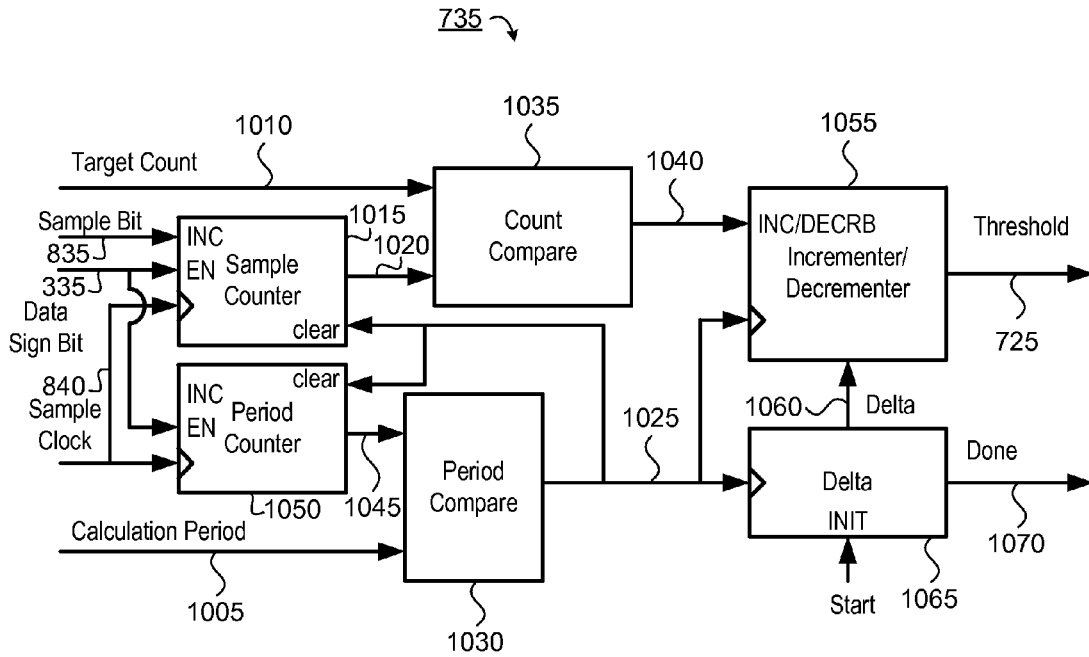 735
1035
1055
1010
1040
Target Count
1015
Sample Bit
835
INC
1020
Count
Compare
INC/DECRB
Incrementer/
Decrementer
Threshold
EN
Sample
Counter
335
Data
Sign Bit
clear
725
840
clear
INC
1060
Delta
Sample
Clock
EN
Period
Counter
1025
Done
Period
Compare
Delta
1050
1045
INIT
1070
Calculation Period
1005
Start
1065
1030